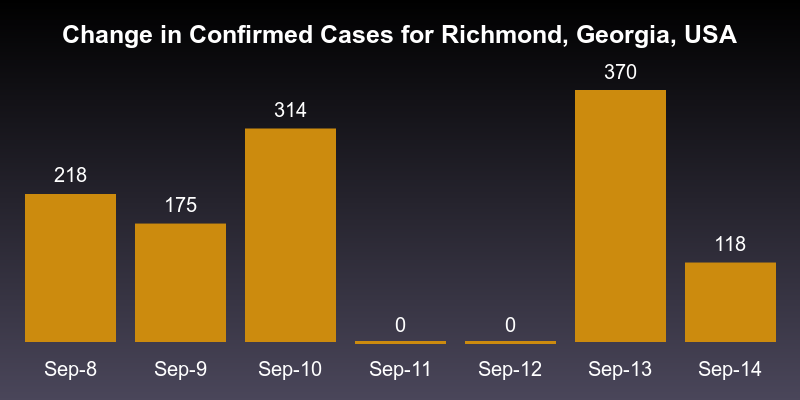 Change in Confirmed Cases for Richmond, Georgia, USA
370
314
218
175
118
0
0
Sep-8
Sep-9
Sep-10
Sep-11
Sep-12
Sep-13
Sep-14